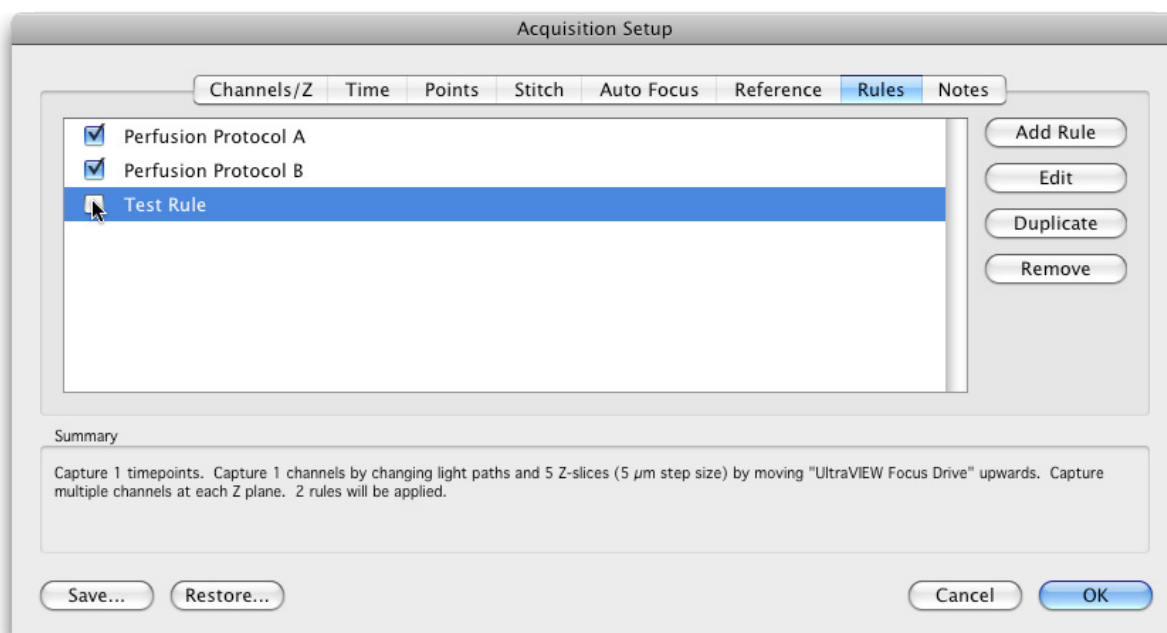 Acquisition Setup
Channels/Z Time Points Stitch Auto Focus Reference Rules Notes
Perfusion Protocol A
Perfusion Protocol B
Test Rule
Add Rule
Edit
Duplicate
Remove
Summary
Capture 1 timepoints.  Capture 1 channels by changing light paths and 5 Z-slices (5 µm step size) by moving "UltraVIEW Focus Drive" upwards.  Capture
multiple channels at each Z plane.  2 rules will be applied.
Save... Restore... Cancel OK